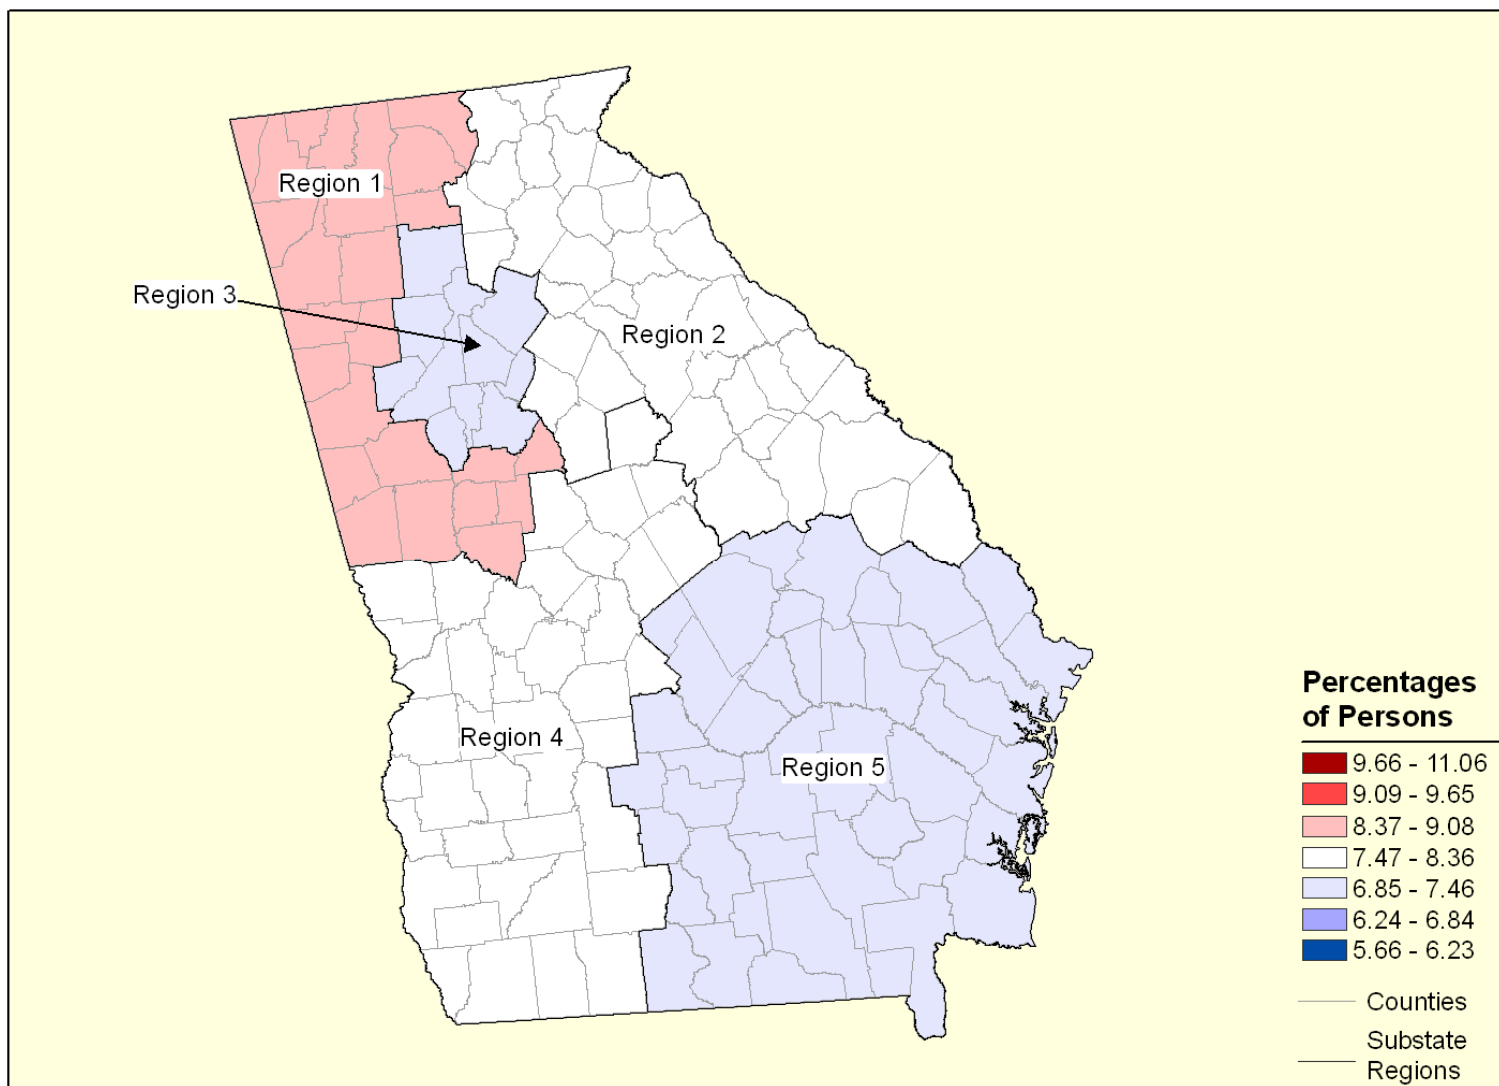 Region 1
Region 3
Region 2
Region 4
Region 5
Percentages
of Persons
9.66 - 11.06
9.09 - 9.65
8.37 - 9.08
7.47 - 8.36
6.85 - 7.46
6.24 - 6.84
5.66 - 6.23
Counties
Substate
Regions